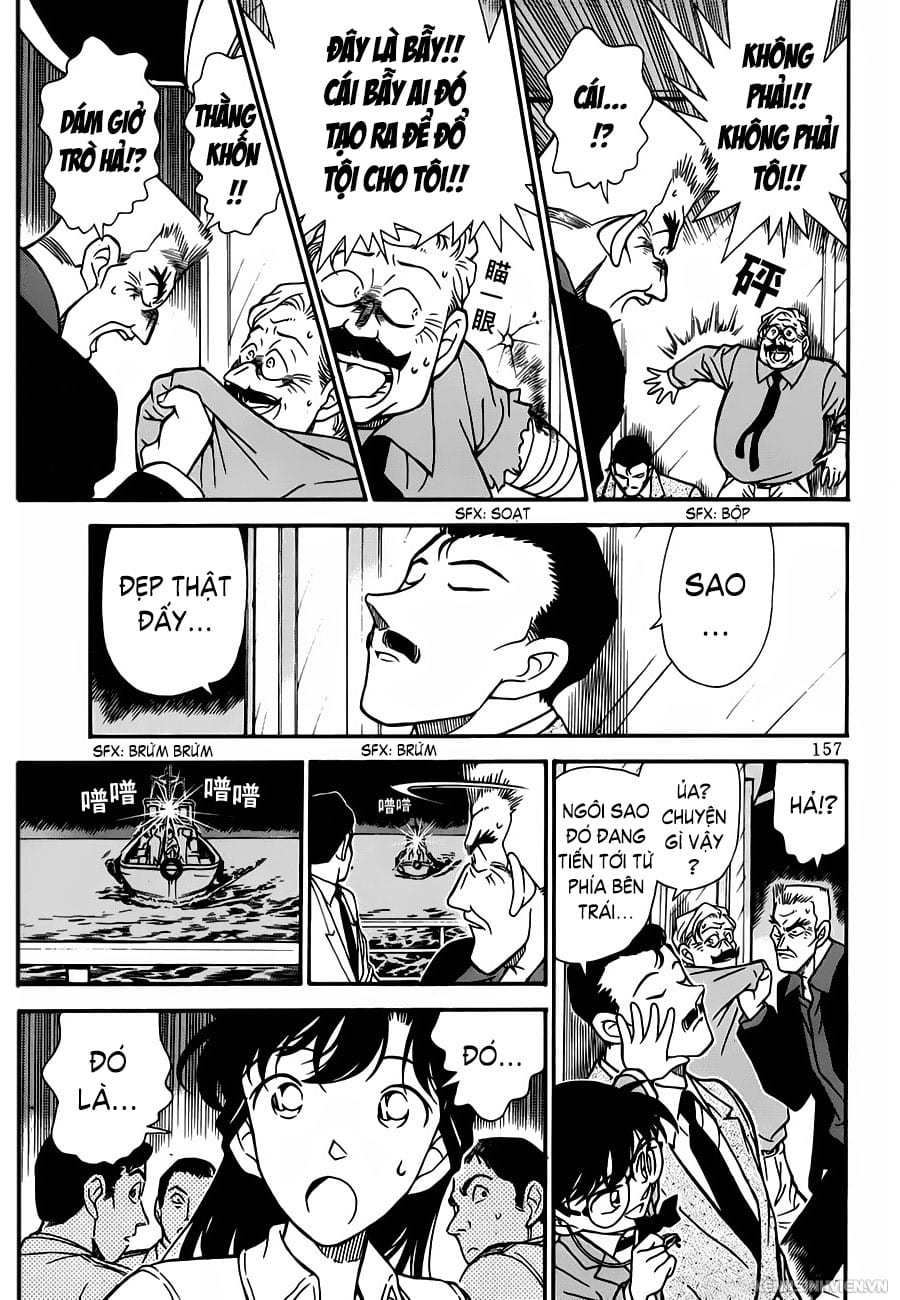 KHÔNG
PHẢI!!
KHÔNG PHẢI
TÔI!!
砰
CÁI...
!?
ĐÂY LÀ BẪY!!
CÁI BẪY AI ĐÓ
TẠO RA ĐỂ ĐỔ
TỘI CHO TÔI!!
瞄一眼
THẰNG
KHỐN
!!
DÁM GIỞ
TRÒ HẢ!?
SFX: SOẠT
SFX: BỘP
SAO
...
ĐẸP THẬT
ĐẤY...
SFX: BRỪM BRỪM
SFX: BRỪM
157
HẢ!?
ỦA?
CHUYỆN
GÌ VẬY?
NGÔI SAO
ĐÓ ĐANG
TIẾN TỚI TỪ
PHÍA BÊN
TRÁI...
噜噜
噜噜
噜噜
ĐÓ...
ĐÓ
LÀ...